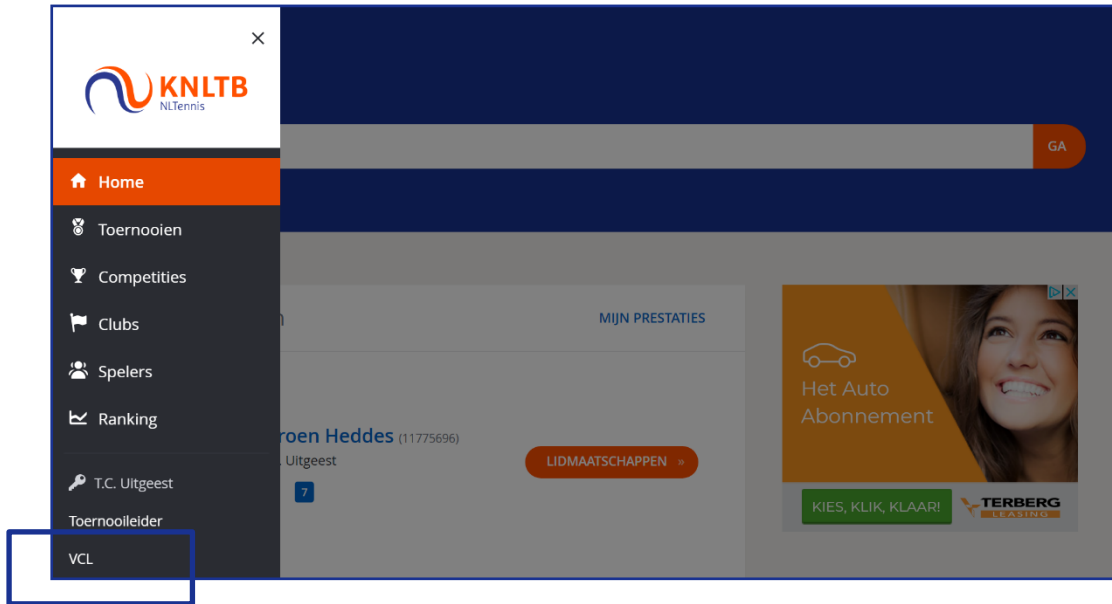 KNLTB
NLTennis
GA
Home
Toernooien
Competities
Clubs
Spelers
Ranking
T.C. Uitgeest
Toernooileider
VCL
MIJN PRESTATIES
roen Heddes (11775696)
. Uitgeest
7
LIDMAATSCHAPPEN »
Het Auto
Abonnement
KIES, KLIK, KLAAR!
TERBERG
LEASING